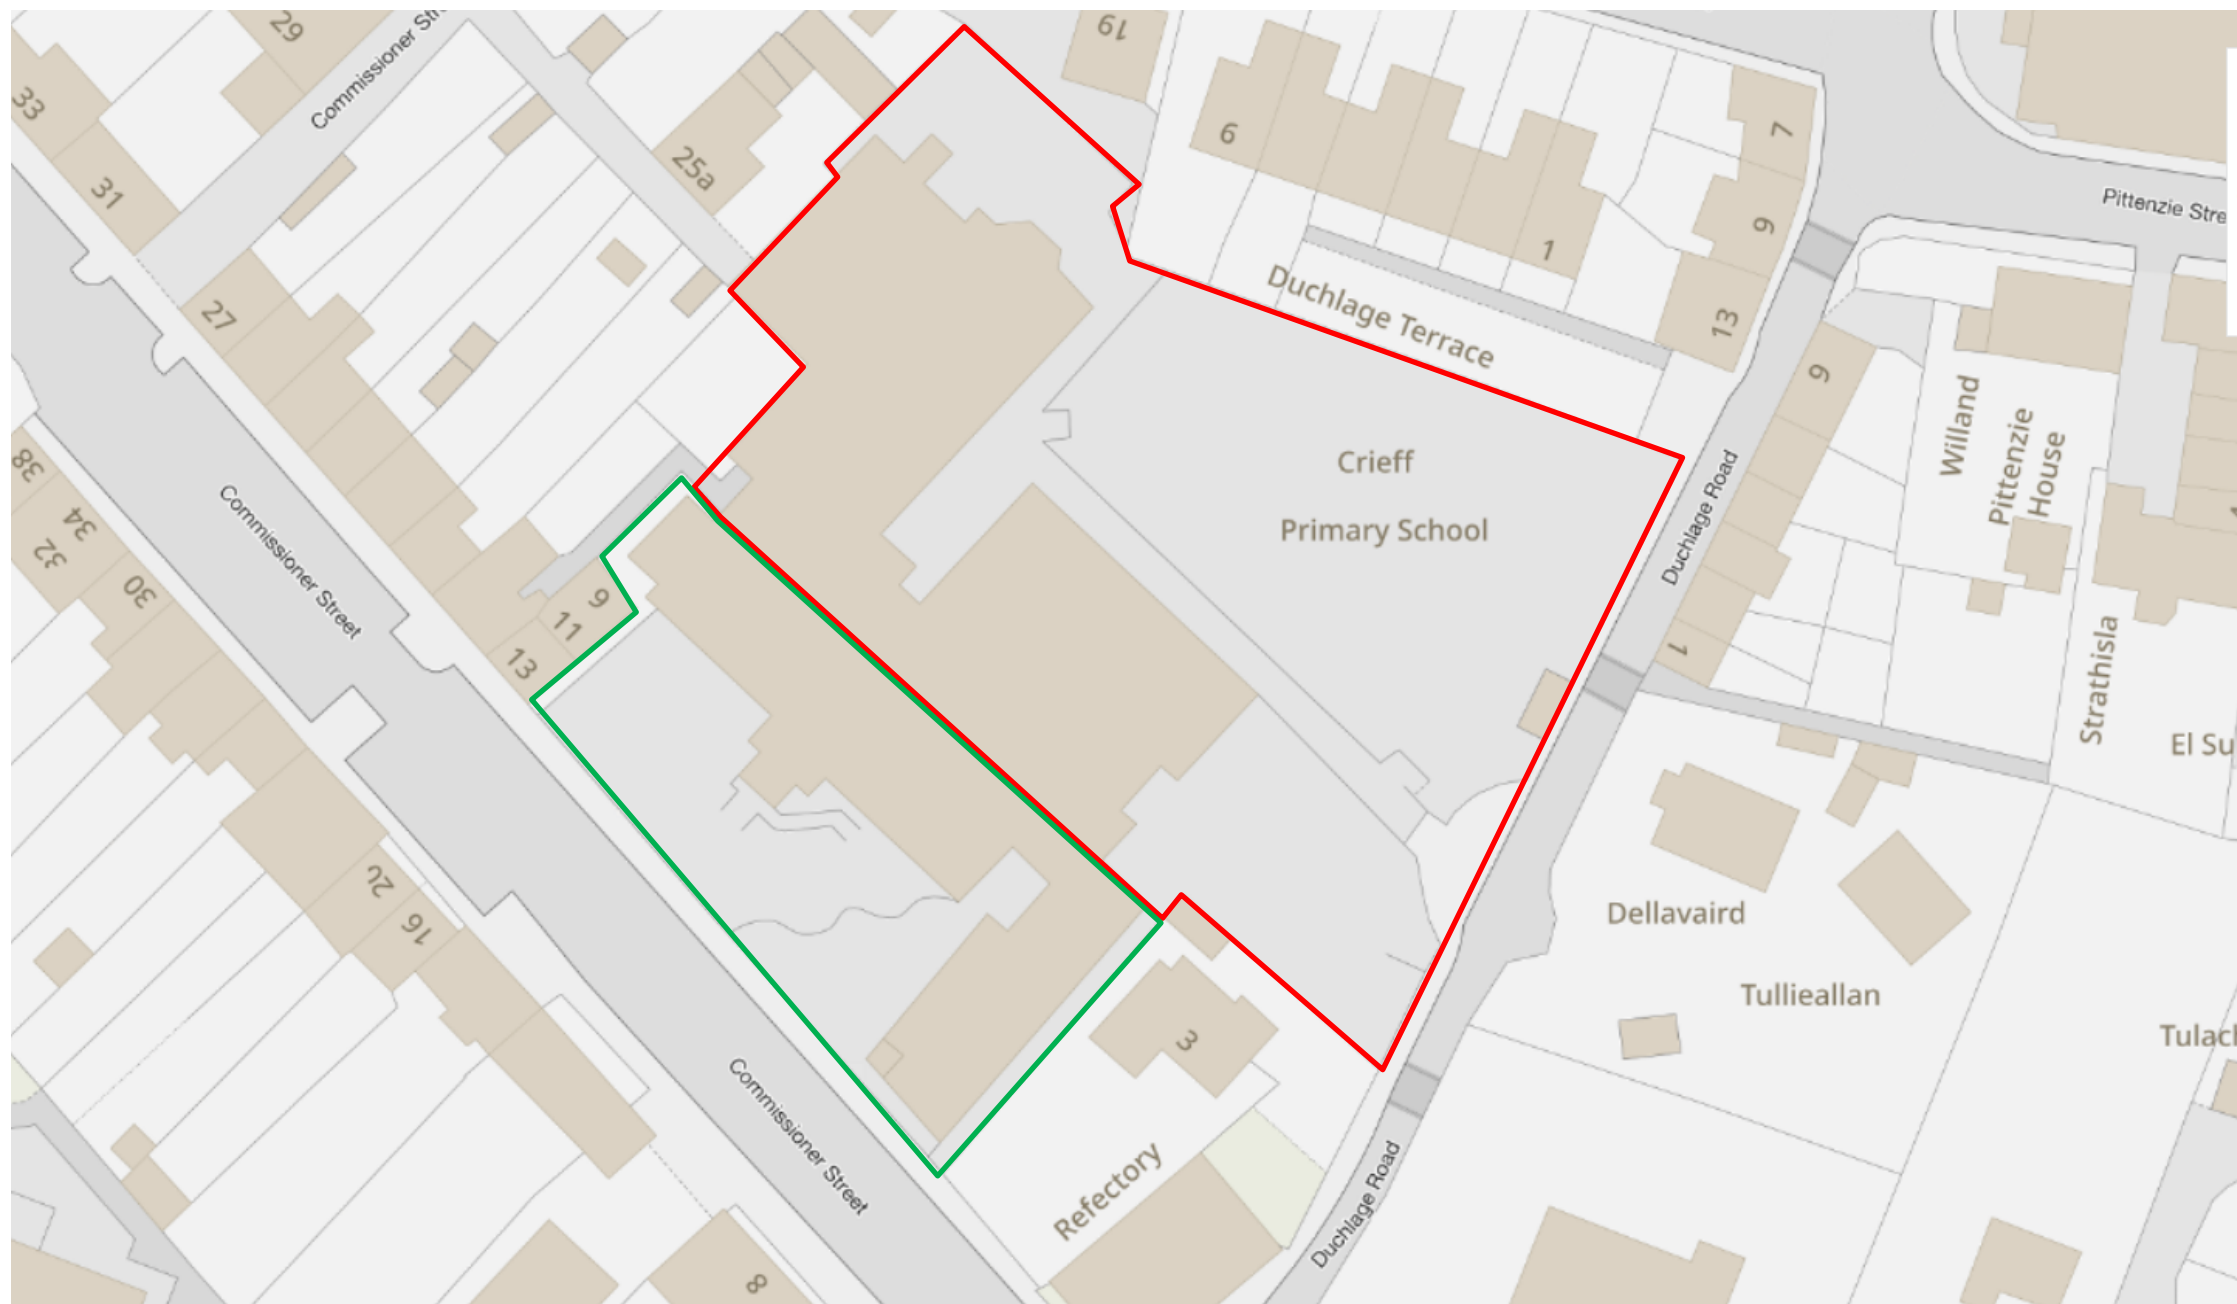 29
Commissioner Str
19
33
6
7
25a
31
Pittenzie Stre
9
1
Duchlage Terrace
27
13
9
Willand
Pittenzie
House
Crieff
38
Duchlage Road
34
Commissioner Street
Primary School
32
30
9
11
1
13
Strathisla
El Su
20
Dellavaird
16
Tullieallan
3
Tulacl
Commissioner Street
Refectory
Duchlage Road
8